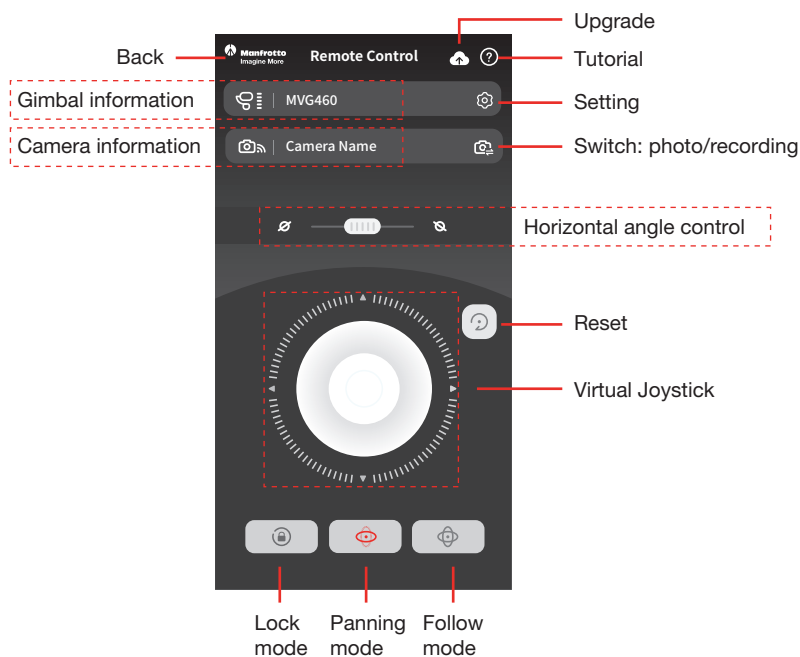 Upgrade
Back
Manfrotto
Imagine More
Remote Control
?
Tutorial
Gimbal information
MVG460
Setting
Camera information
Camera Name
Switch: photo/recording
Horizontal angle control
Reset
Virtual Joystick
Lock
mode
Panning
mode
Follow
mode